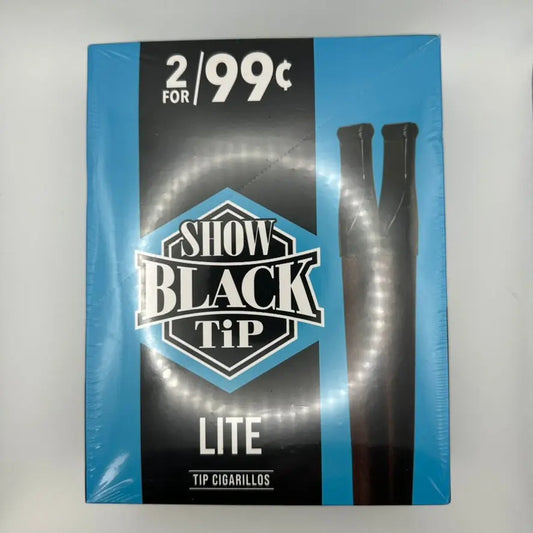 2 FOR / 99¢
SHOW
BLACK
TiP
LITE
TIP CIGARILLOS